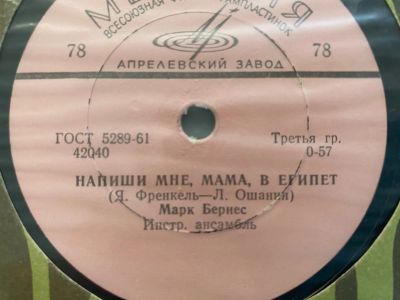 ВСЕСОЮЗНАЯ
78 78
АПРЕЛЕВСКИЙ ЗАВОД
ГОСТ 5289-61 Третья гр.
42040 0-57
НАПИШИ МНЕ, МАМА, В ЕГИПЕТ
(Я. Френкель—Л. Ошанин)
Марк Бернес
Инстр. ансамбль